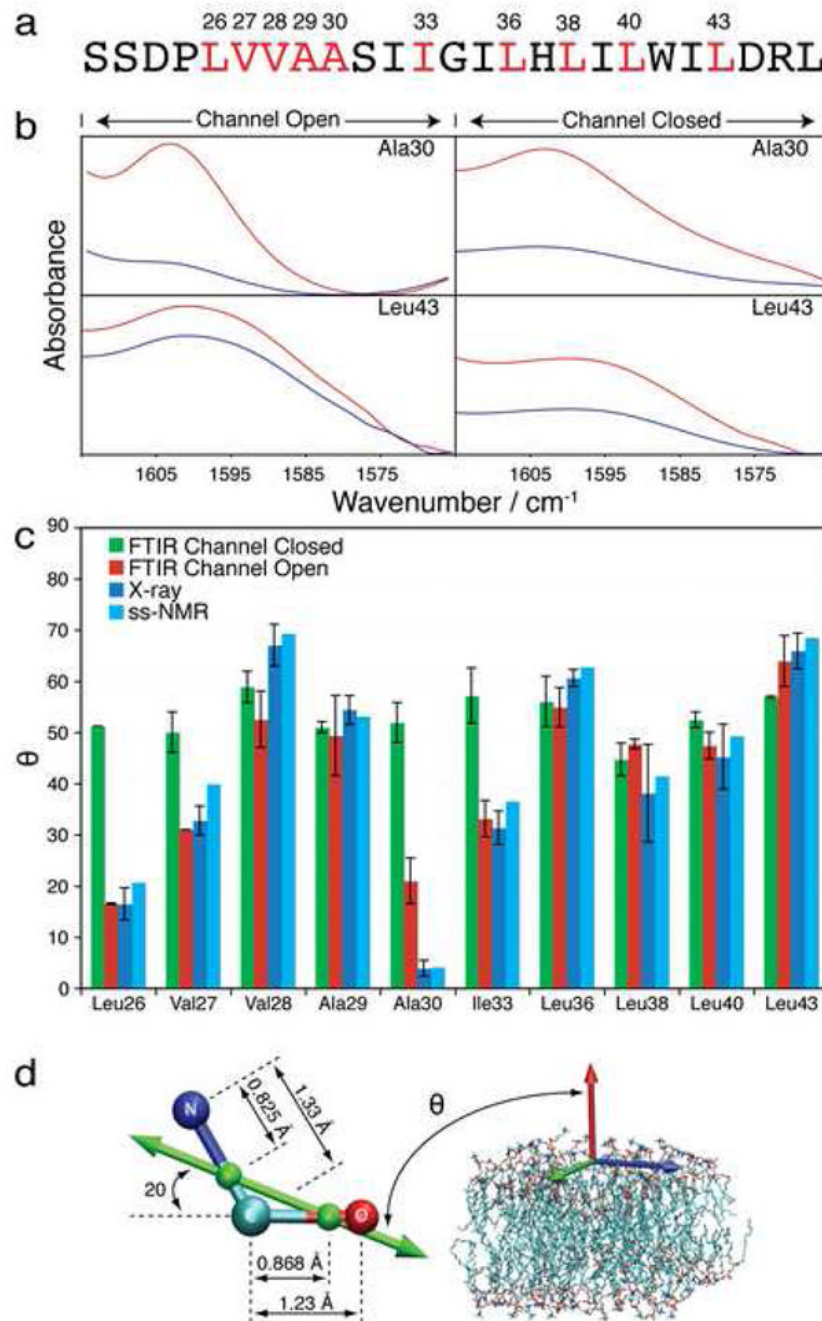 a
26 27 28 29 30 33 36 38 40 43
SSDPLVVAASIIGILHLILWILDRL
b
Channel Open
Channel Closed
Ala30
Ala30
Leu43
Leu43
Absorbance
1605 1595 1585 1575
1605 1595 1585 1575
Wavenumber / cm⁻¹
c
90
80
70
60
50
40
30
20
10
0
θ
FTIR Channel Closed
FTIR Channel Open
X-ray
ss-NMR
Leu26 Val27 Val28 Ala29 Ala30 Ile33 Leu36 Leu38 Leu40 Leu43
d
N
0.825 Å
1.33 Å
20
O
0.868 Å
1.23 Å
θ